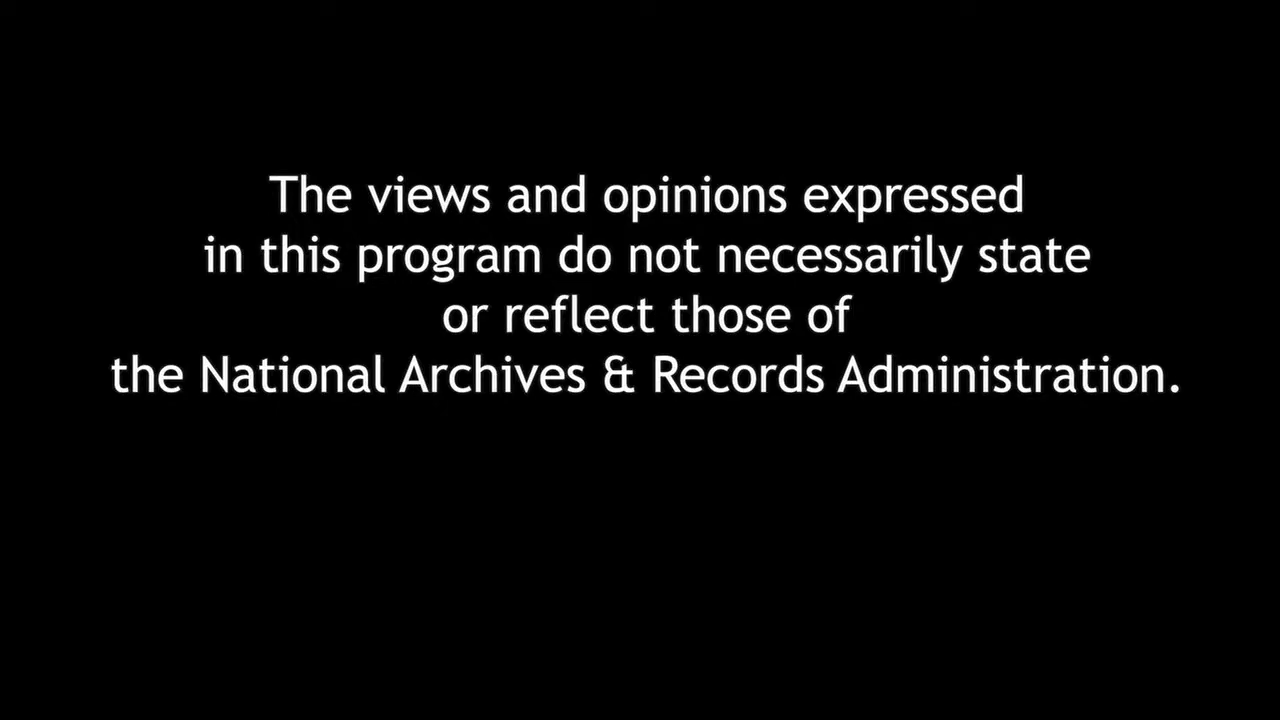 The views and opinions expressed
in this program do not necessarily state
or reflect those of
the National Archives & Records Administration.